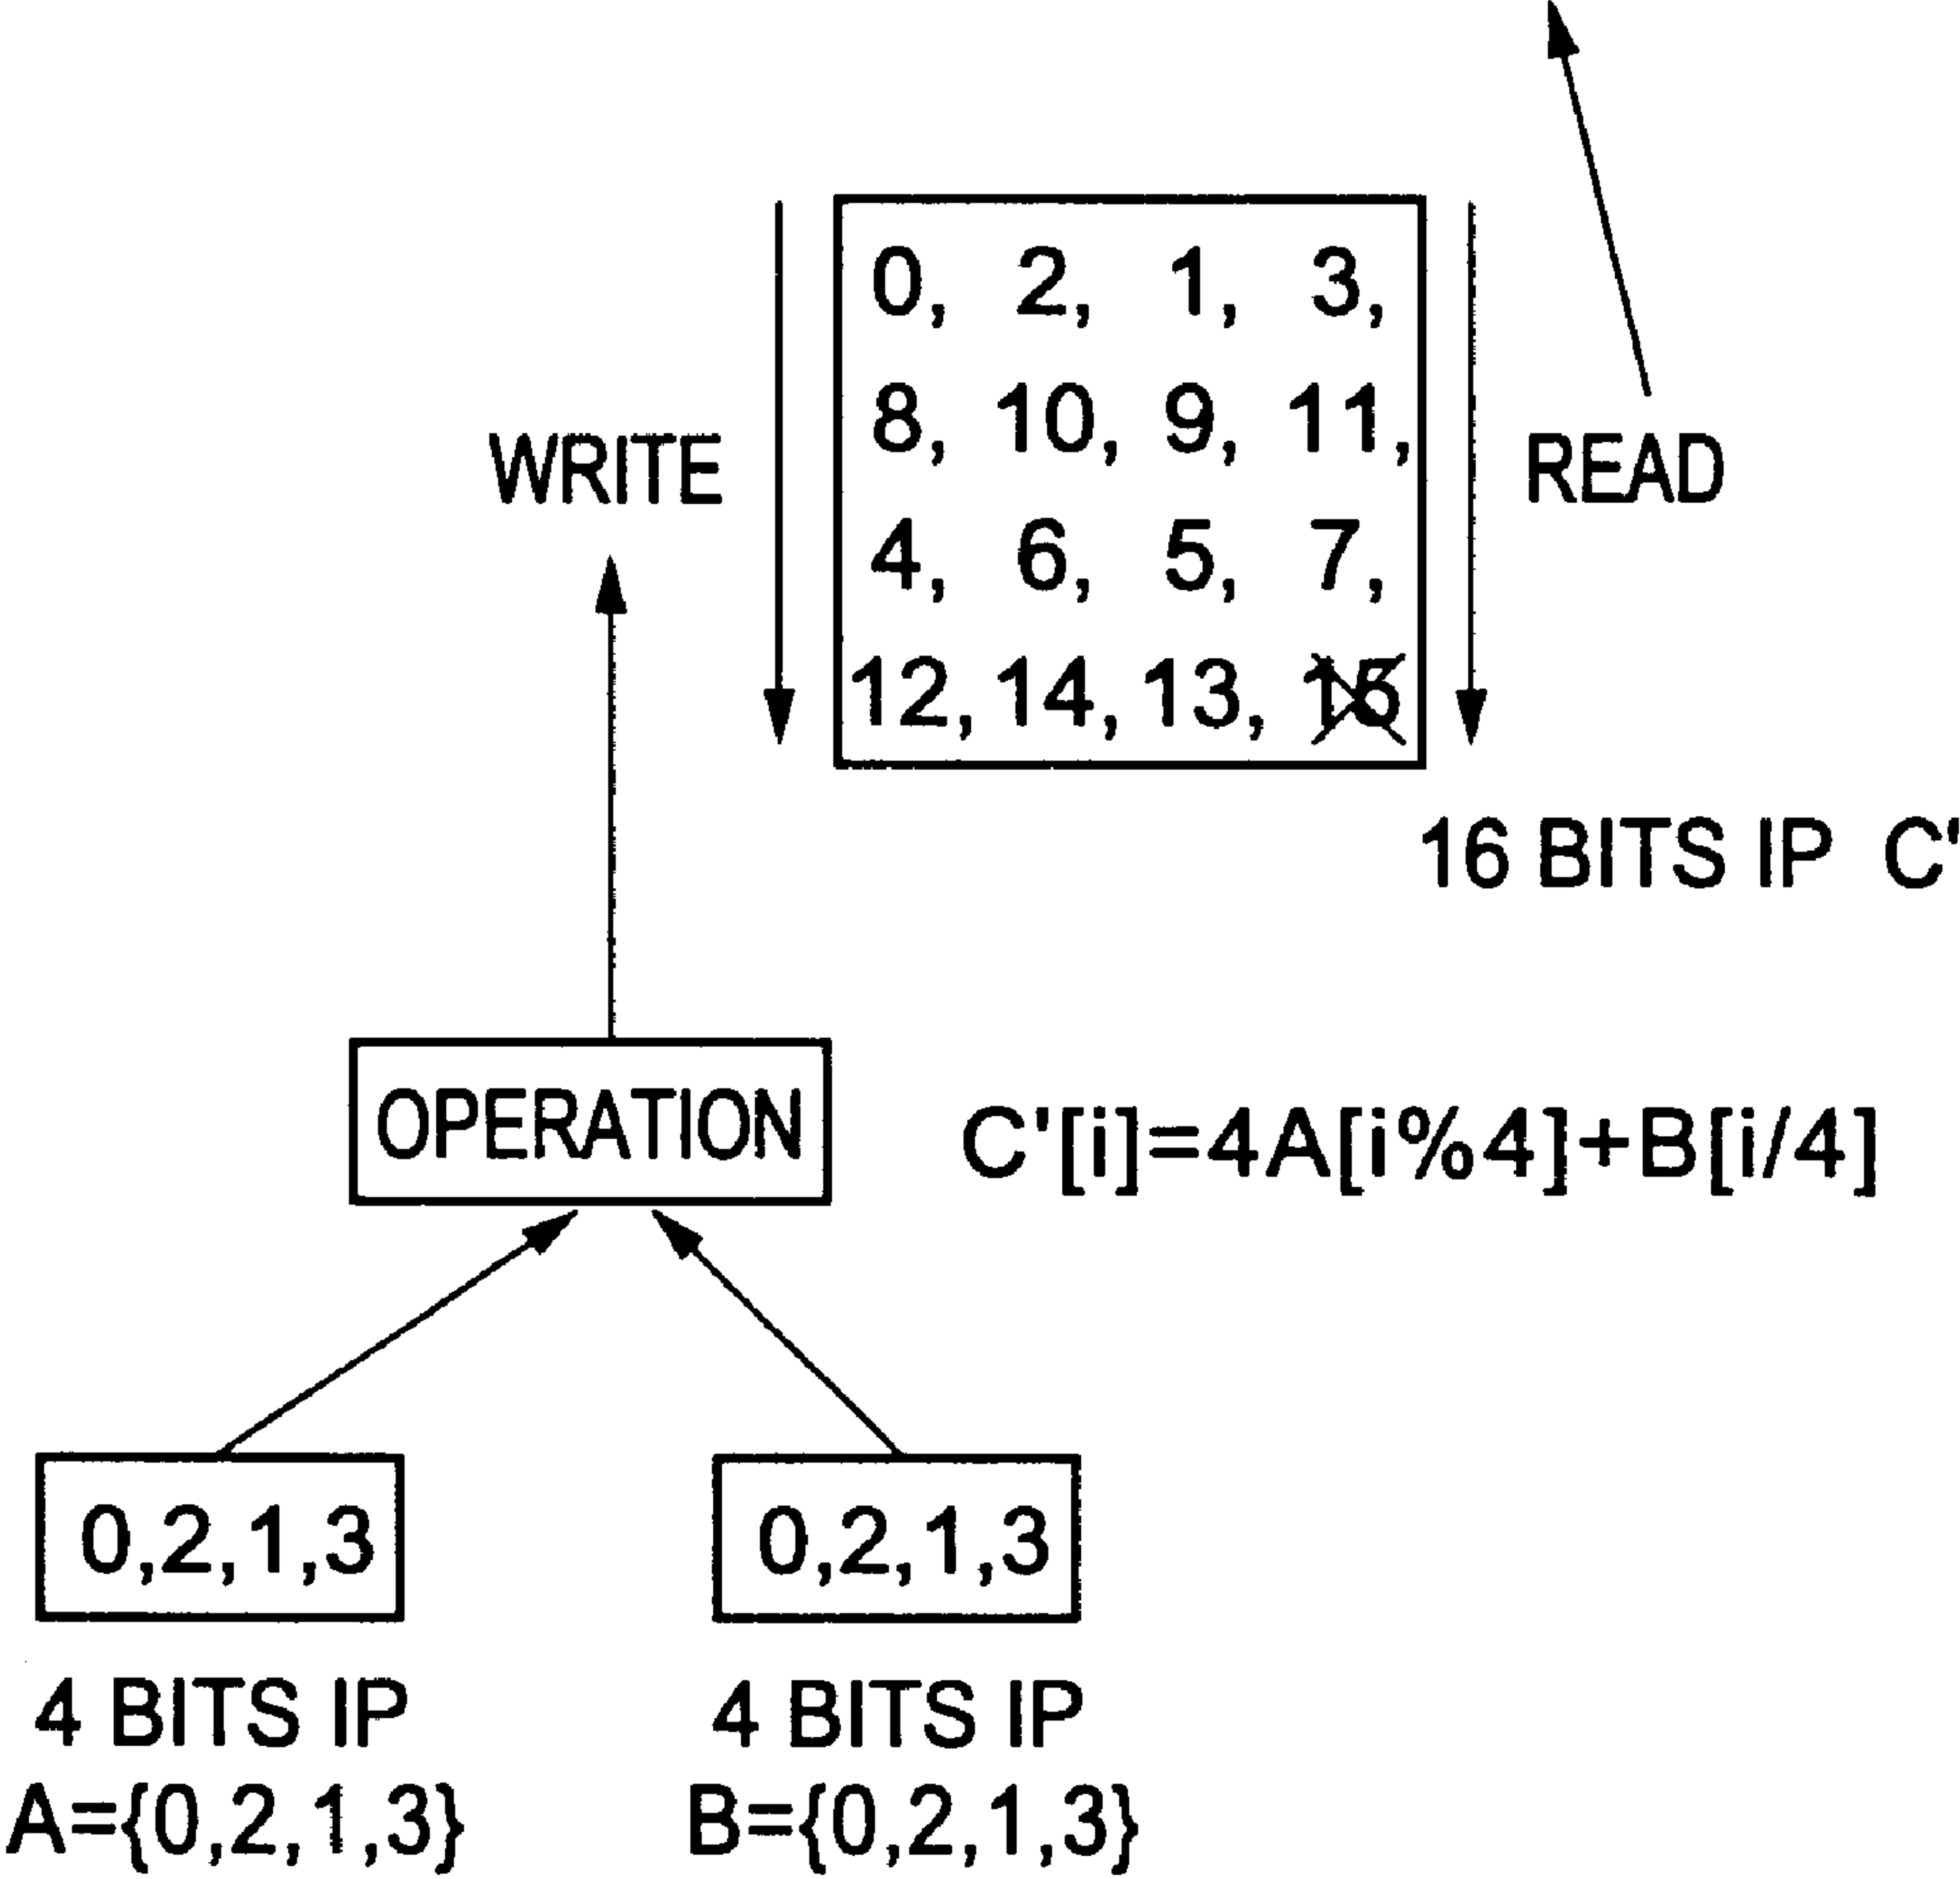 0, 2, 1, 3,
8, 10, 9, 11,
WRITE
READ
4, 6, 5, 7,
12, 14, 13, 15
16 BITS IP C'
OPERATION
C'[i]=4A[i%4]+B[i/4]
0,2,1,3
0,2,1,3
4 BITS IP
4 BITS IP
A={0,2,1,3}
B={0,2,1,3}